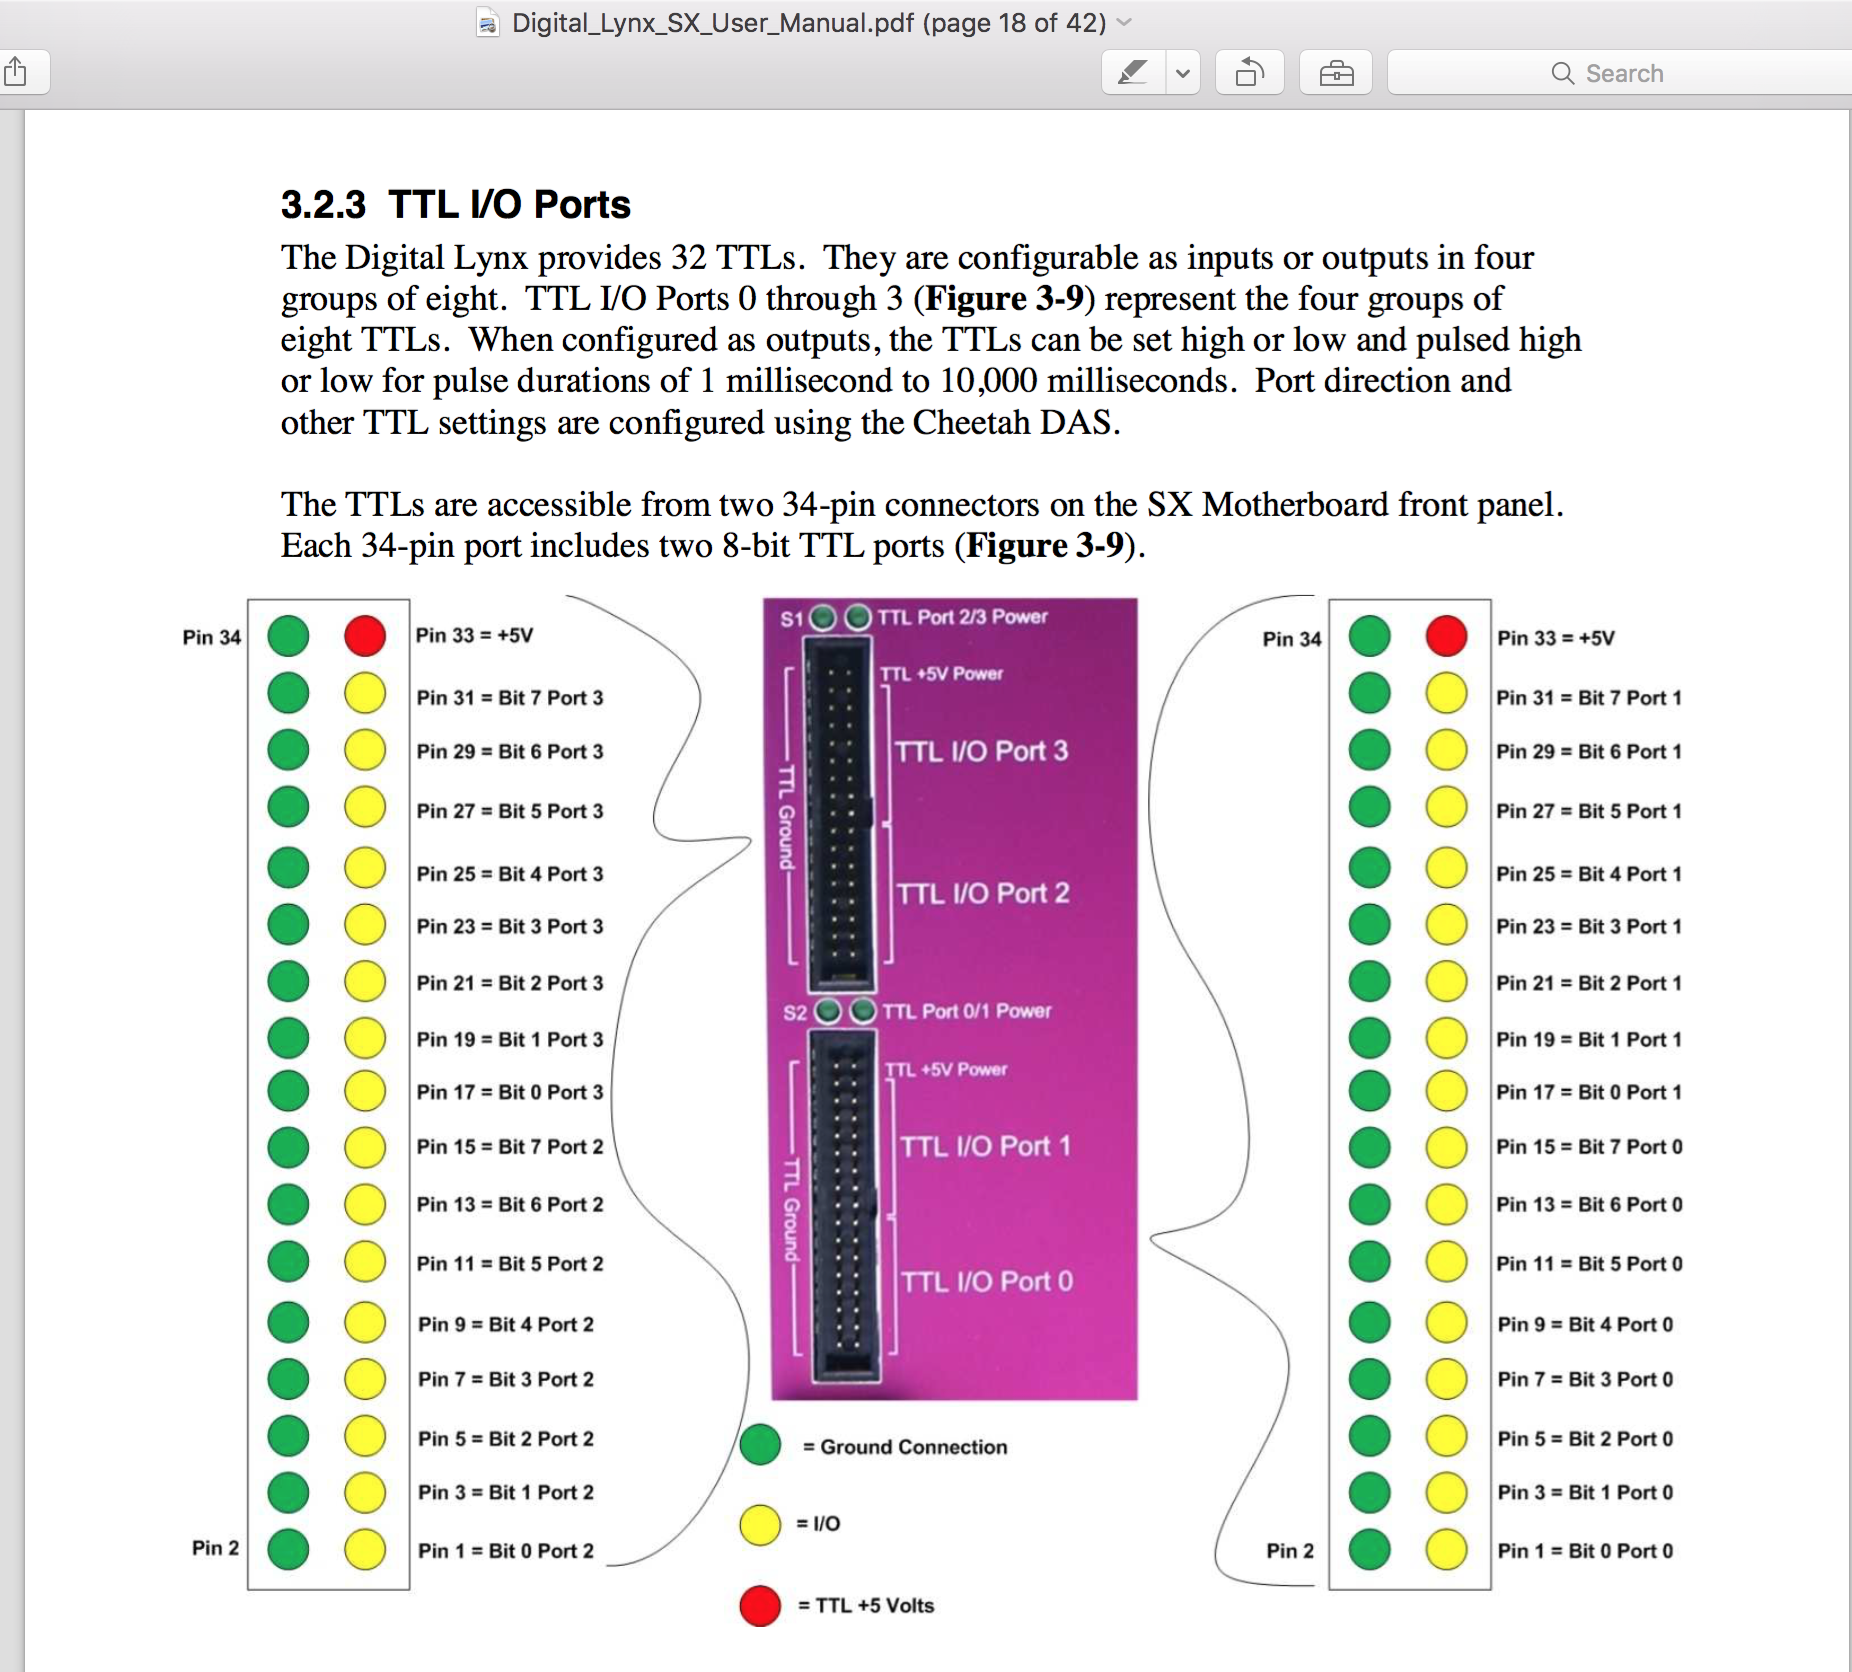 Digital_Lynx_SX_User_Manual.pdf (page 18 of 42)
Search
3.2.3 TTL I/O Ports
The Digital Lynx provides 32 TTLs. They are configurable as inputs or outputs in four
groups of eight. TTL I/O Ports 0 through 3 (Figure 3-9) represent the four groups of
eight TTLs. When configured as outputs, the TTLs can be set high or low and pulsed high
or low for pulse durations of 1 millisecond to 10,000 milliseconds. Port direction and
other TTL settings are configured using the Cheetah DAS.
The TTLs are accessible from two 34-pin connectors on the SX Motherboard front panel.
Each 34-pin port includes two 8-bit TTL ports (Figure 3-9).
Pin 34
Pin 33 = +5V
Pin 31 = Bit 7 Port 3
Pin 29 = Bit 6 Port 3
Pin 27 = Bit 5 Port 3
Pin 25 = Bit 4 Port 3
Pin 23 = Bit 3 Port 3
Pin 21 = Bit 2 Port 3
Pin 19 = Bit 1 Port 3
Pin 17 = Bit 0 Port 3
Pin 15 = Bit 7 Port 2
Pin 13 = Bit 6 Port 2
Pin 11 = Bit 5 Port 2
Pin 9 = Bit 4 Port 2
Pin 7 = Bit 3 Port 2
Pin 5 = Bit 2 Port 2
Pin 3 = Bit 1 Port 2
Pin 2
Pin 1 = Bit 0 Port 2
S1
TTL Port 2/3 Power
TTL +5V Power
TTL I/O Port 3
TTL Ground
TTL I/O Port 2
S2
TTL Port 0/1 Power
TTL +5V Power
TTL I/O Port 1
TTL Ground
TTL I/O Port 0
= Ground Connection
= I/O
= TTL +5 Volts
Pin 34
Pin 33 = +5V
Pin 31 = Bit 7 Port 1
Pin 29 = Bit 6 Port 1
Pin 27 = Bit 5 Port 1
Pin 25 = Bit 4 Port 1
Pin 23 = Bit 3 Port 1
Pin 21 = Bit 2 Port 1
Pin 19 = Bit 1 Port 1
Pin 17 = Bit 0 Port 1
Pin 15 = Bit 7 Port 0
Pin 13 = Bit 6 Port 0
Pin 11 = Bit 5 Port 0
Pin 9 = Bit 4 Port 0
Pin 7 = Bit 3 Port 0
Pin 5 = Bit 2 Port 0
Pin 3 = Bit 1 Port 0
Pin 2
Pin 1 = Bit 0 Port 0